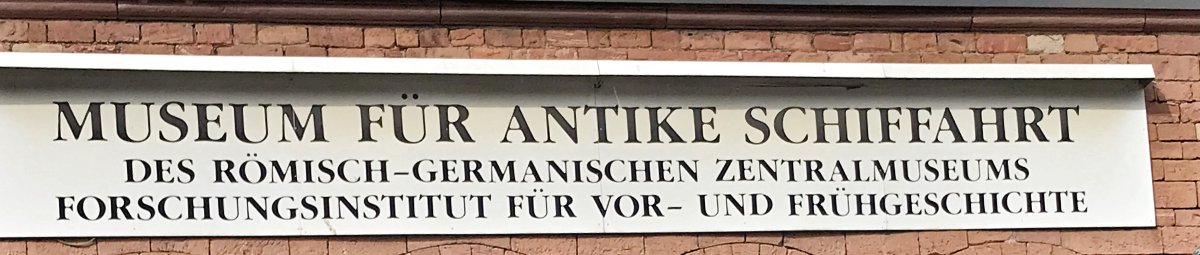 MUSEUM FÜR ANTIKE SCHIFFAHRT
DES RÖMISCH-GERMANISCHEN ZENTRALMUSEUMS
FORSCHUNGSINSTITUT FÜR VOR- UND FRÜHGESCHICHTE